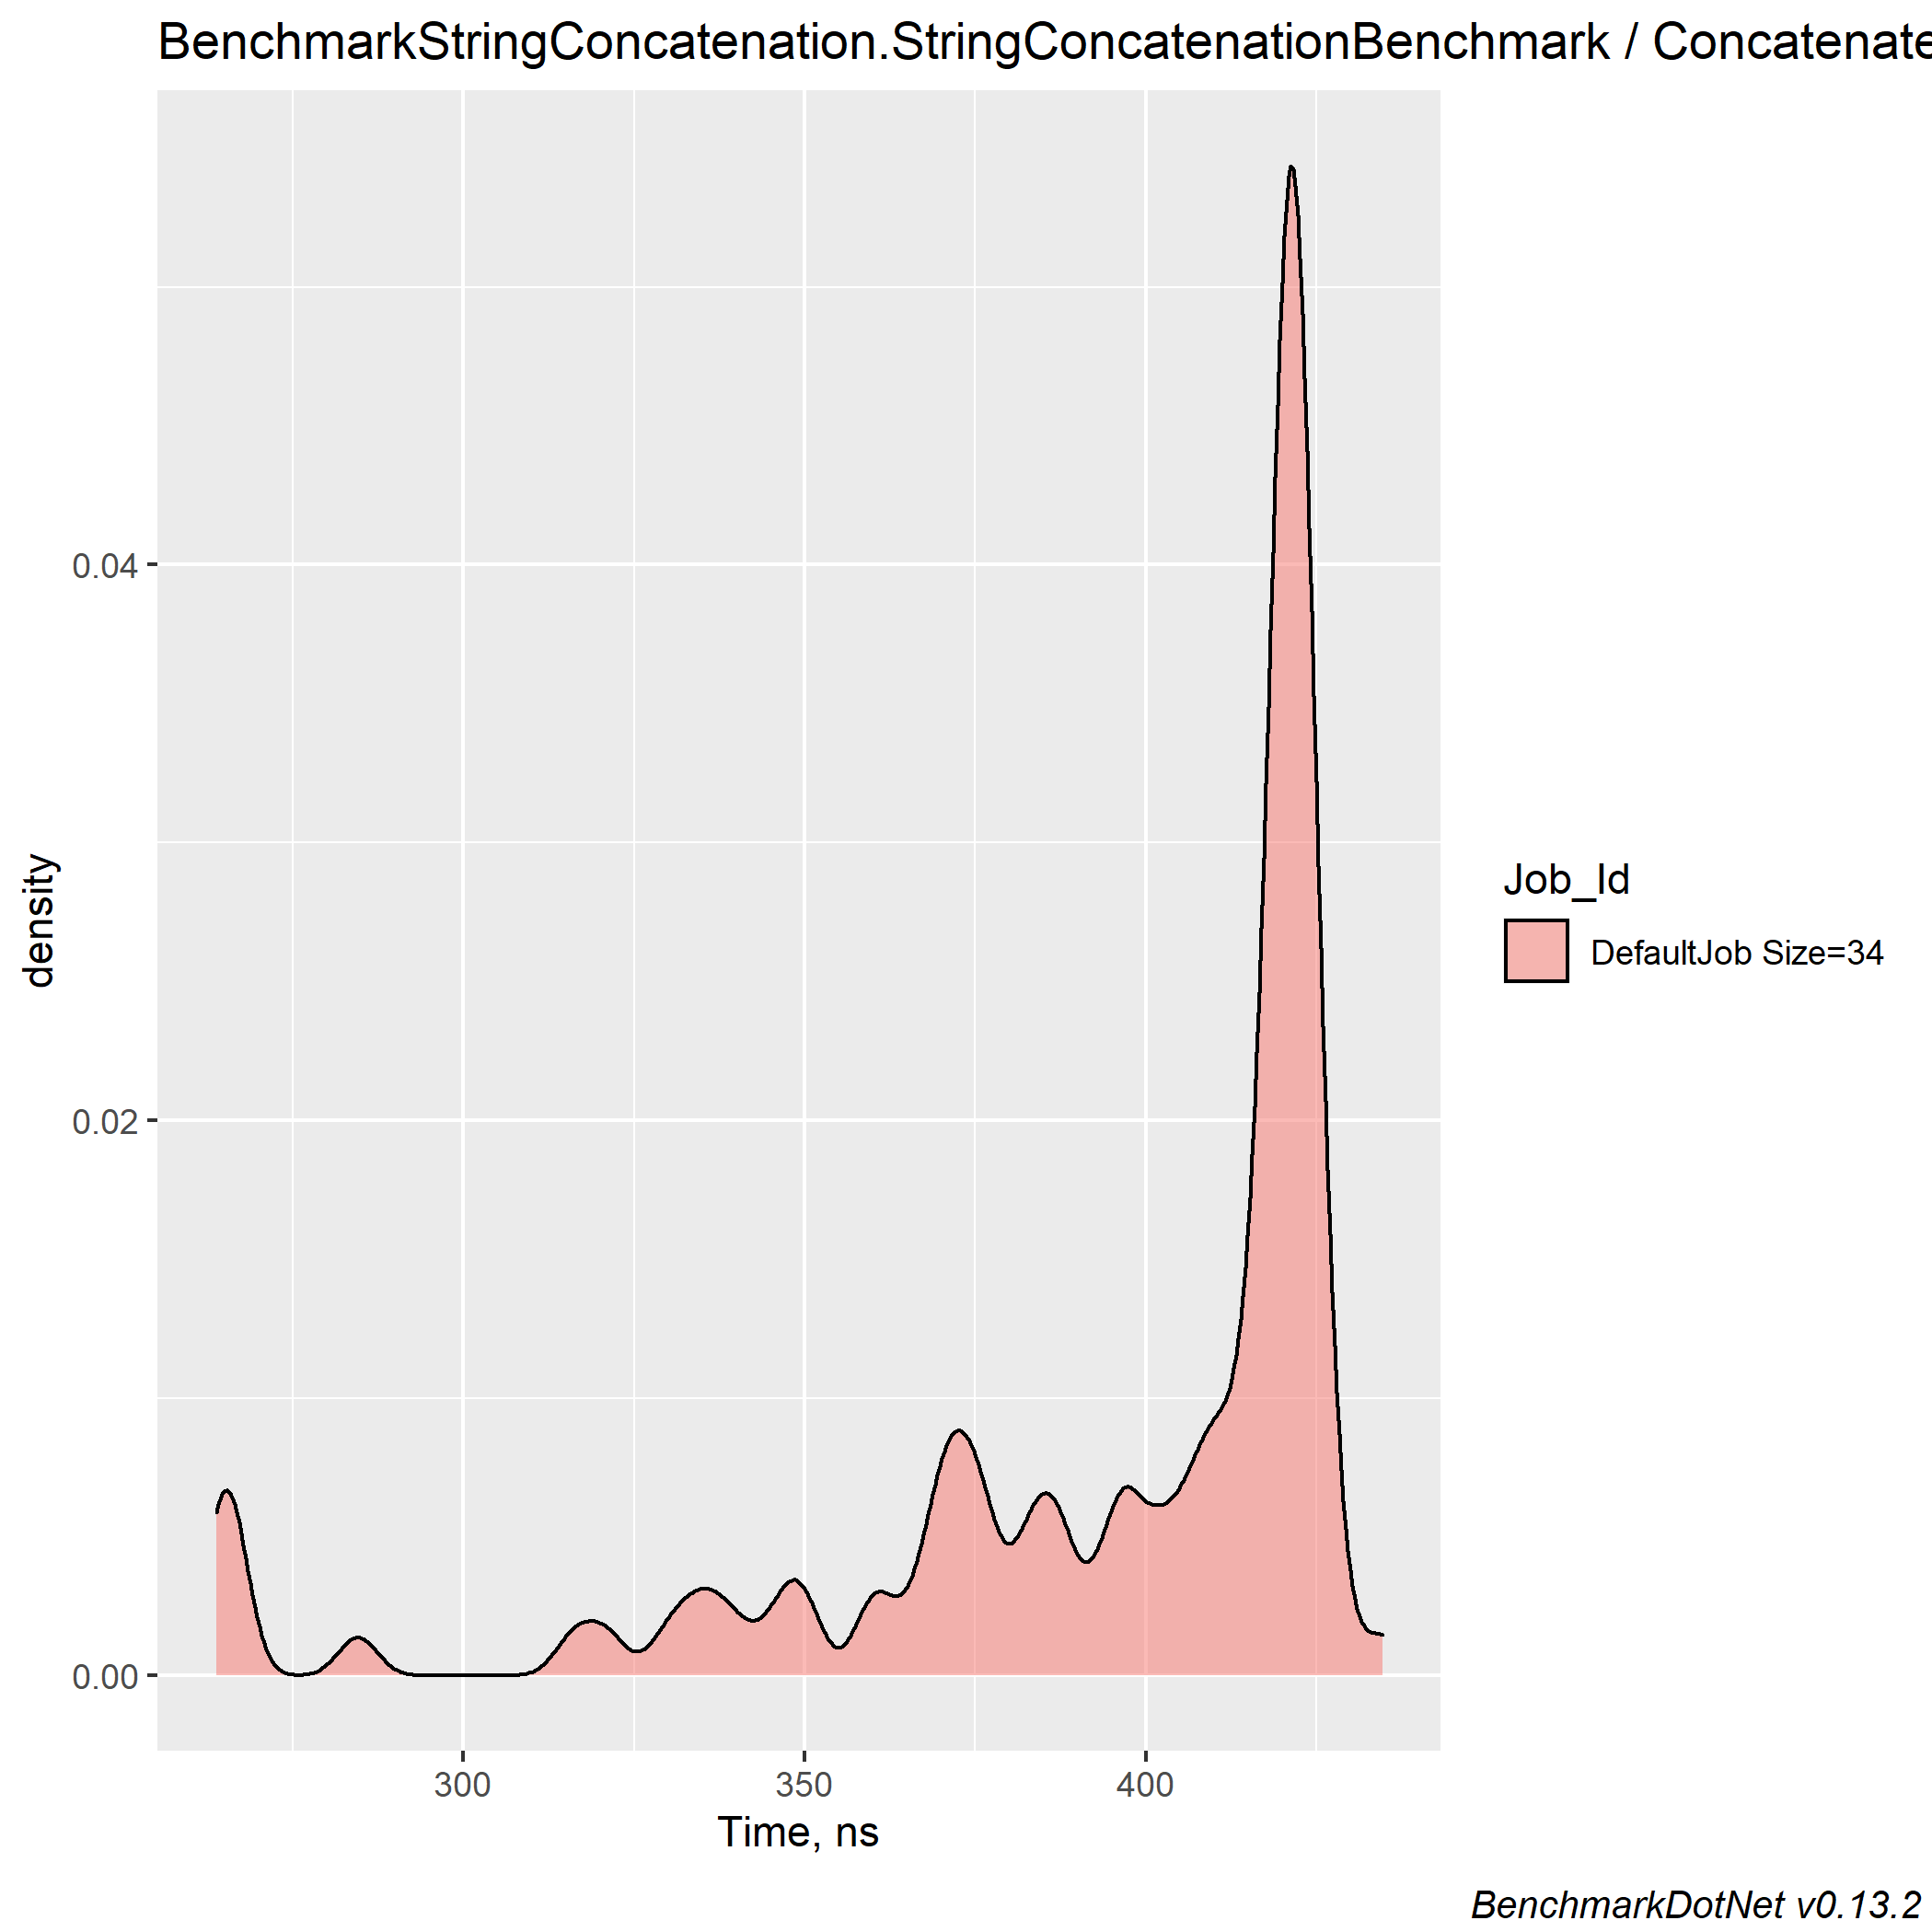 BenchmarkStringConcatenation.StringConcatenationBenchmark / Concatenate
density
0.04
0.02
0.00
300 350 400
Time, ns
Job_Id
DefaultJob Size=34
BenchmarkDotNet v0.13.2